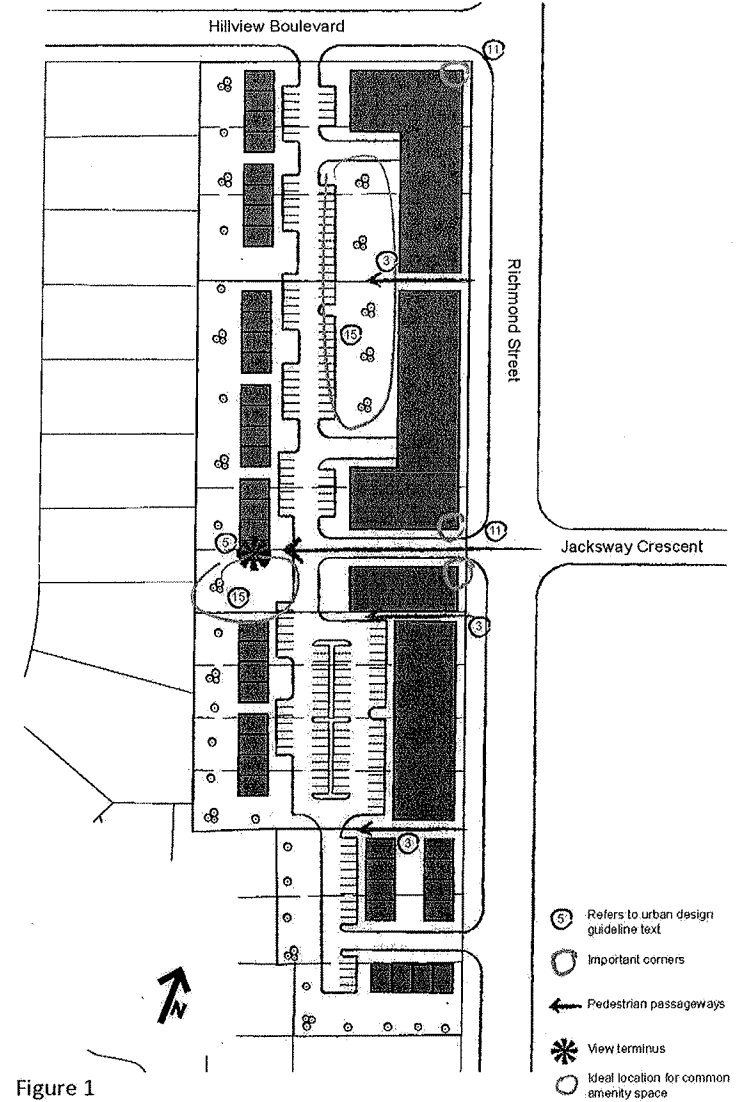 Hillview Boulevard
11
3
15
Richmond Street
11
5
Jacksway Crescent
15
3
3
5 Refers to urban design
guideline text
Important corners
Pedestrian passageways
N
View terminus
Ideal location for common
amenity space
Figure 1